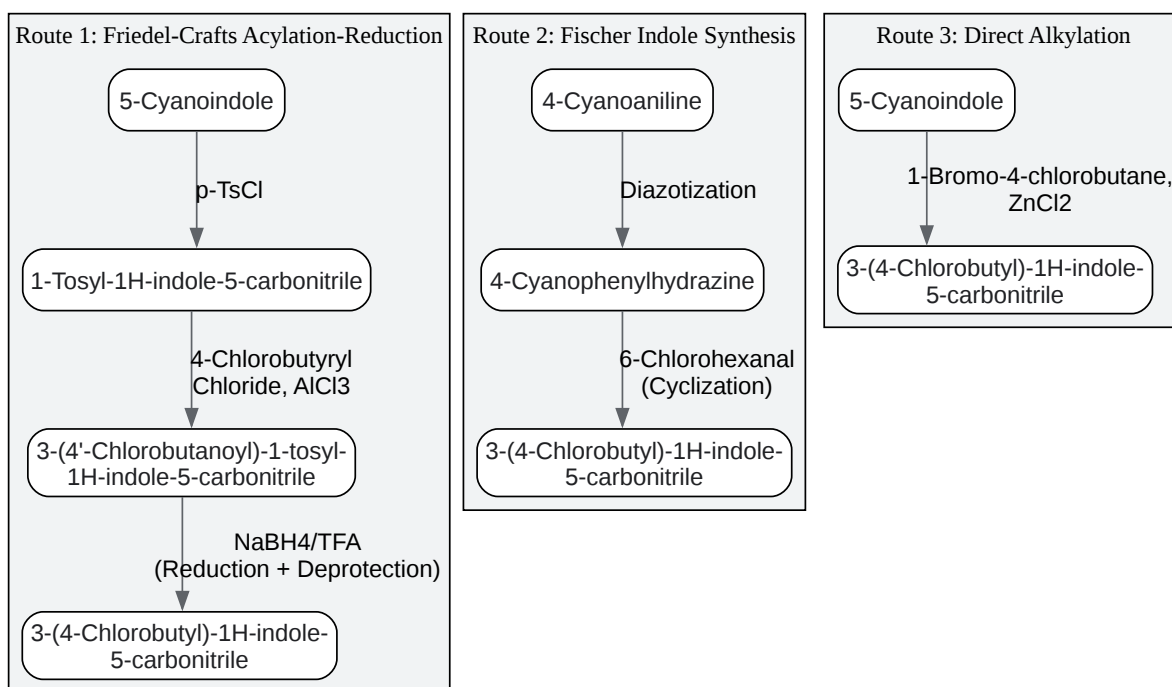 Route 1: Friedel-Crafts Acylation-Reduction
5-Cyanoindole
p-TsCl
1-Tosyl-1H-indole-5-carbonitrile
4-Chlorobutyryl
Chloride, AlCl3
3-(4'-Chlorobutanoyl)-1-tosyl-
1H-indole-5-carbonitrile
NaBH4/TFA
(Reduction + Deprotection)
3-(4-Chlorobutyl)-1H-indole-
5-carbonitrile
Route 2: Fischer Indole Synthesis
4-Cyanoaniline
Diazotization
4-Cyanophenylhydrazine
6-Chlorohexanal
(Cyclization)
3-(4-Chlorobutyl)-1H-indole-
5-carbonitrile
Route 3: Direct Alkylation
5-Cyanoindole
1-Bromo-4-chlorobutane,
ZnCl2
3-(4-Chlorobutyl)-1H-indole-
5-carbonitrile